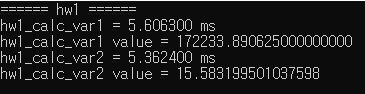 ====== hw1 ======
hw1_calc_var1 = 5.606300 ms
hw1_calc_var1 value = 172233.890625000000000
hw1_calc_var2 = 5.362400 ms
hw1_calc_var2 value = 15.583199501037598